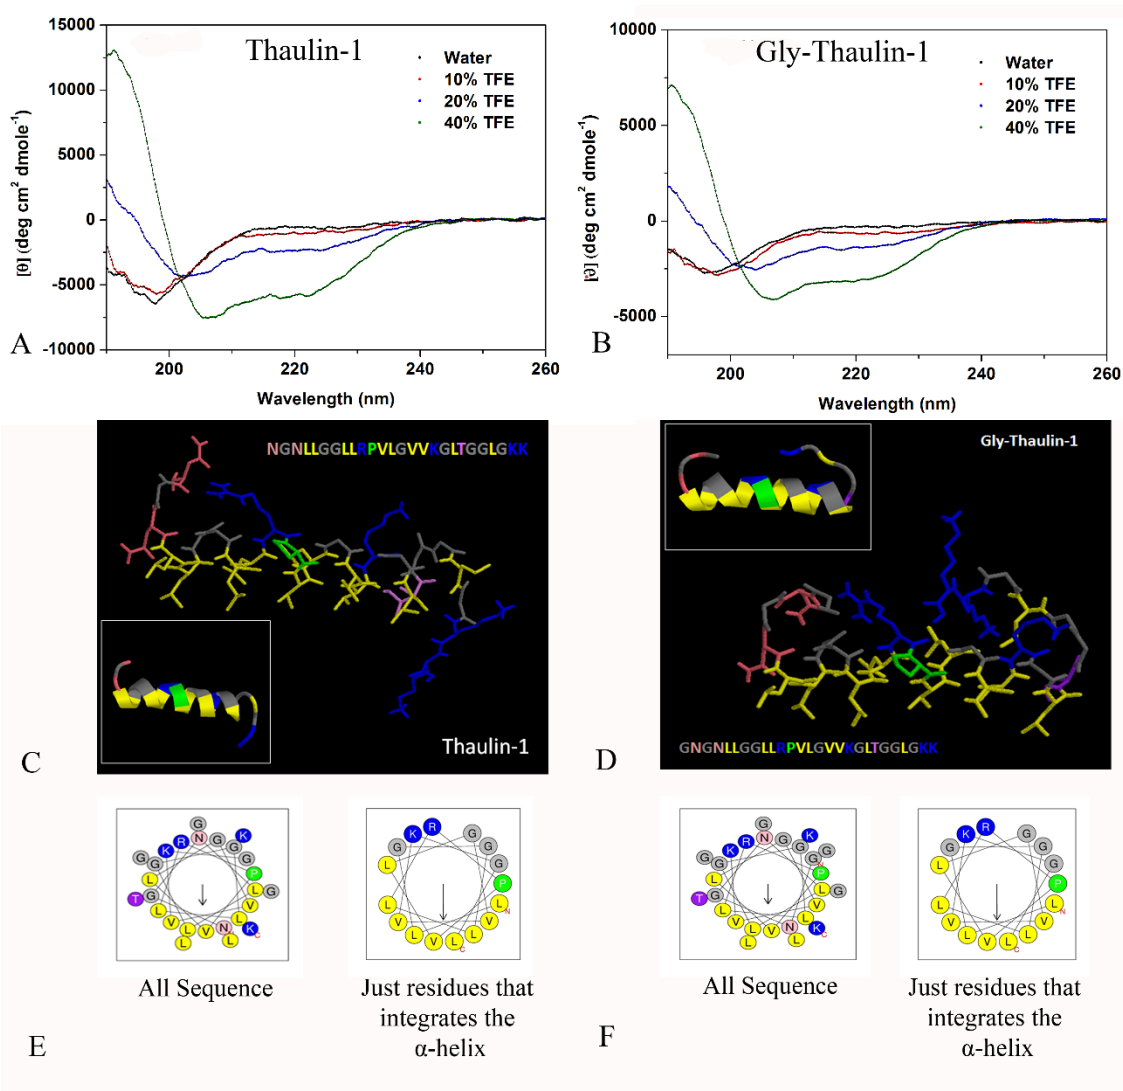 Thaulin-1
Water
10% TFE
20% TFE
40% TFE
15000
10000
5000
0
-5000
-10000
[θ] (deg cm² dmole⁻¹)
200
220
240
260
Wavelength (nm)
A
Gly-Thaulin-1
Water
10% TFE
20% TFE
40% TFE
10000
5000
0
-5000
[θ] (deg cm² dmole⁻¹)
200
220
240
260
Wavelength (nm)
B
NGNLLGGLLRPVLGVVKGLTGGLGKK
Thaulin-1
C
Gly-Thaulin-1
GNGNLLGGLLRPVLGVVKGLTGGLGKK
D
G
K R N G G K
G G K G G
L P
T G L G
L V
V L V N L K
L L
All Sequence
K R G
G G
L G
P
L L N
V V
L V L L L
C
Just residues that
integrates the
α-helix
E
G
K R N G G K
G G K G G G
L P
T G L G
L V
V L V N L K
L L
All Sequence
K R G
G G
L G
P
L L N
V V
L V L L L
C
Just residues that
integrates the
α-helix
F